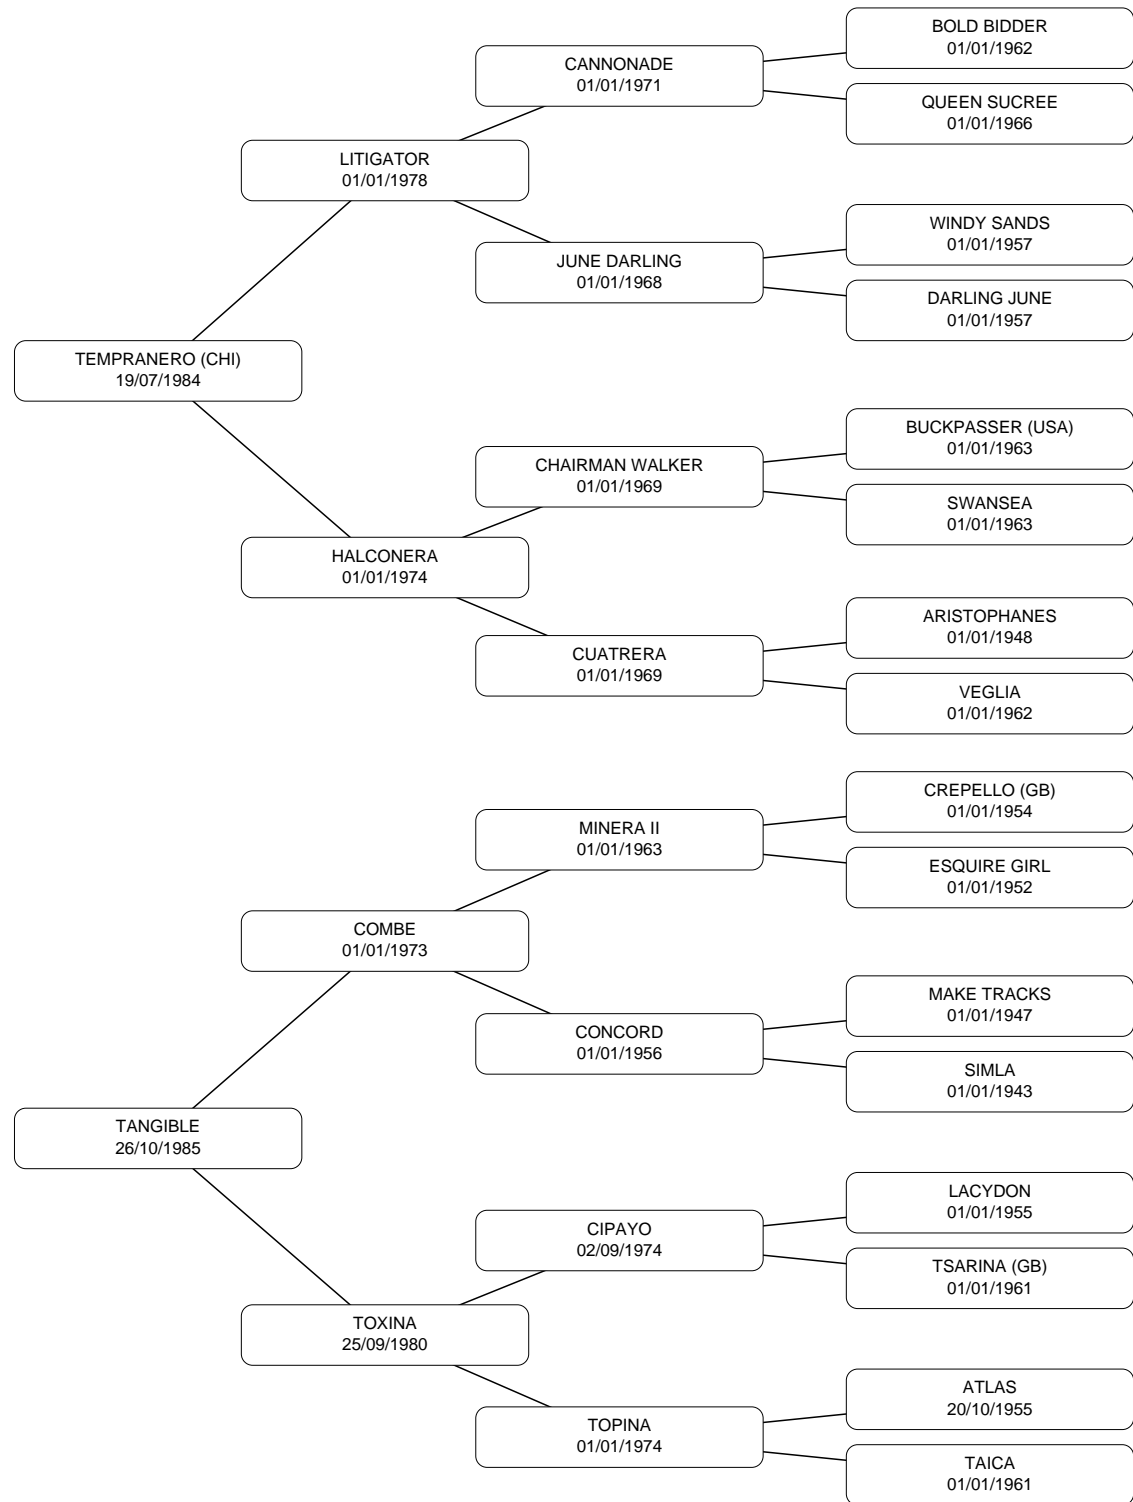 BOLD BIDDER
01/01/1962
CANNONADE
01/01/1971
QUEEN SUCREE
01/01/1966
LITIGATOR
01/01/1978
WINDY SANDS
01/01/1957
JUNE DARLING
01/01/1968
DARLING JUNE
01/01/1957
TEMPRANERO (CHI)
19/07/1984
BUCKPASSER (USA)
01/01/1963
CHAIRMAN WALKER
01/01/1969
SWANSEA
01/01/1963
HALCONERA
01/01/1974
ARISTOPHANES
01/01/1948
CUATRERA
01/01/1969
VEGLIA
01/01/1962
CREPELLO (GB)
01/01/1954
MINERA II
01/01/1963
ESQUIRE GIRL
01/01/1952
COMBE
01/01/1973
MAKE TRACKS
01/01/1947
CONCORD
01/01/1956
SIMLA
01/01/1943
TANGIBLE
26/10/1985
LACYDON
01/01/1955
CIPAYO
02/09/1974
TSARINA (GB)
01/01/1961
TOXINA
25/09/1980
ATLAS
20/10/1955
TOPINA
01/01/1974
TAICA
01/01/1961